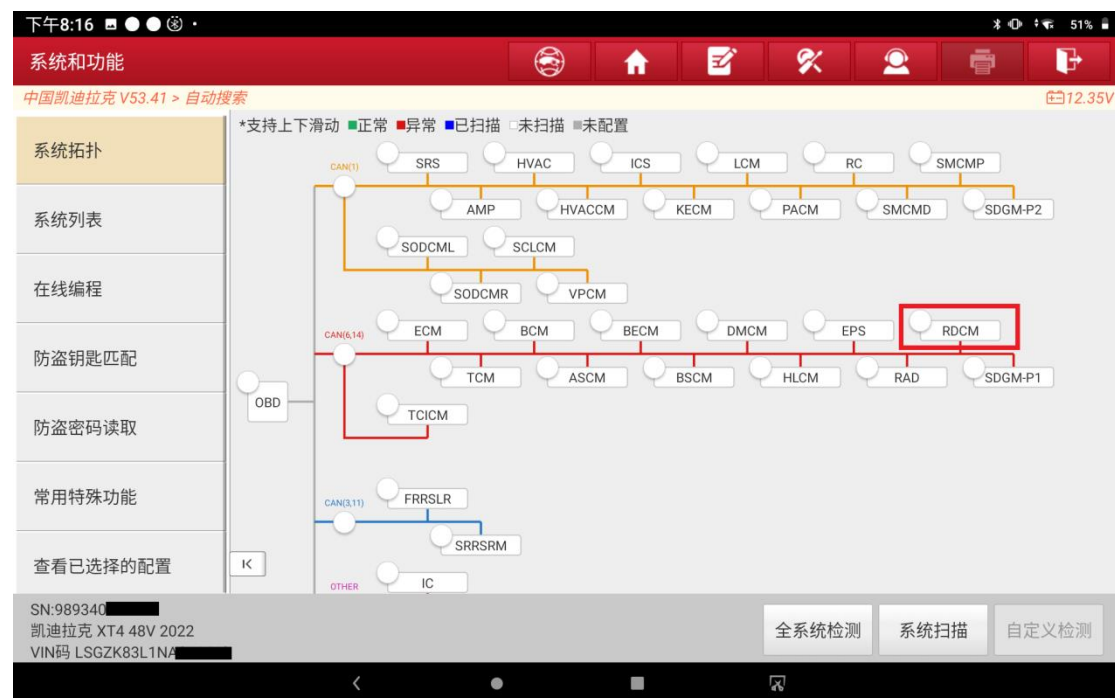 下午8:16
51%
系统和功能
中国凯迪拉克 V53.41 > 自动搜索
12.35V
*支持上下滑动 正常 异常 已扫描 未扫描 未配置
系统拓扑
系统列表
在线编程
防盗钥匙匹配
防盗密码读取
常用特殊功能
查看已选择的配置
OBD
CAN(1)
SRS HVAC ICS LCM RC SMCMP
AMP HVACCM KECM PACM SMCMD SDGM-P2
SODCML SCLCM
SODCMR VPCM
CAN(6,14)
ECM BCM BECM DMCM EPS RDCM
TCM ASCM BSCM HLCM RAD SDGM-P1
TCICM
CAN(3,11)
FRRSLR
SRRSRM
OTHER
IC
SN:989340
凯迪拉克 XT4 48V 2022
VIN码 LSGZK83L1NA
全系统检测 系统扫描 自定义检测